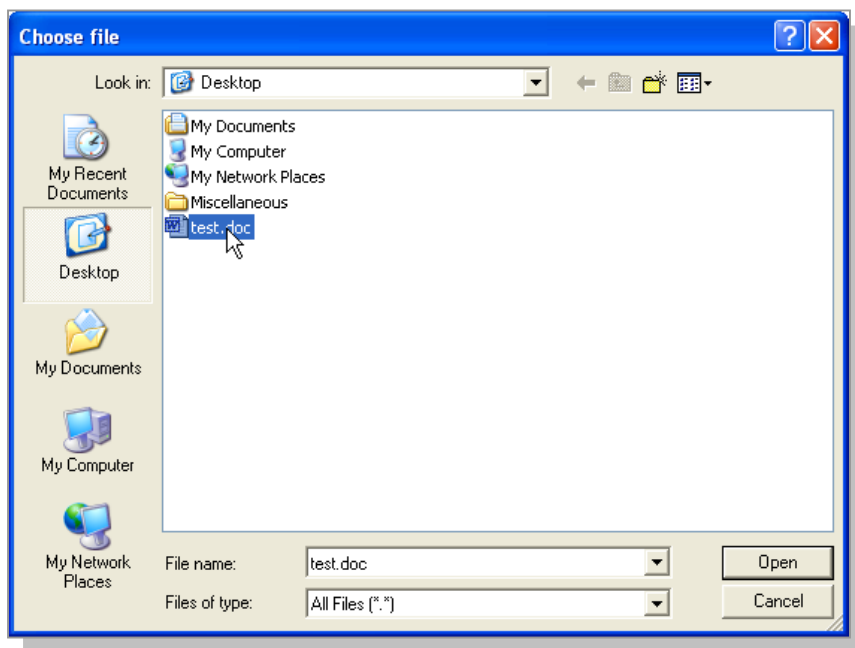 Choose file
Look in:
Desktop
My Recent
Documents
Desktop
My Documents
My Computer
My Network
Places
My Documents
My Computer
My Network Places
Miscellaneous
test.doc
File name:
test.doc
Open
Files of type:
All Files (*.*)
Cancel